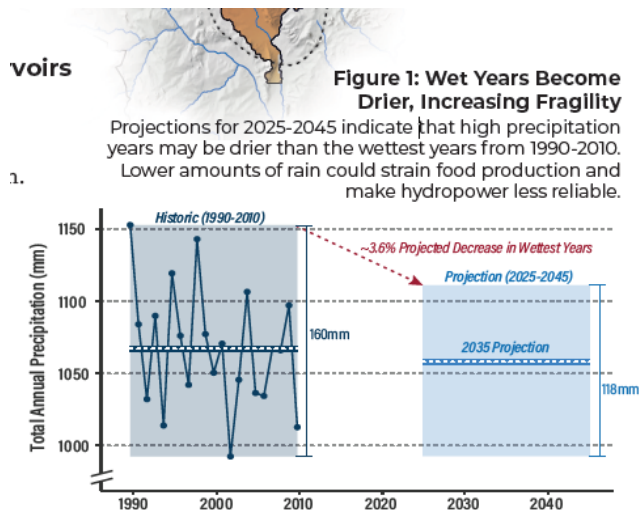 voirs
n.
Figure 1: Wet Years Become
Drier, Increasing Fragility
Projections for 2025-2045 indicate that high precipitation
years may be drier than the wettest years from 1990-2010.
Lower amounts of rain could strain food production and
make hydropower less reliable.
Historic (1990-2010)
~3.6% Projected Decrease in Wettest Years
Projection (2025-2045)
2035 Projection
160mm
118mm
Total Annual Precipitation (mm)
1150
1100
1050
1000
1990
2000
2010
2020
2030
2040